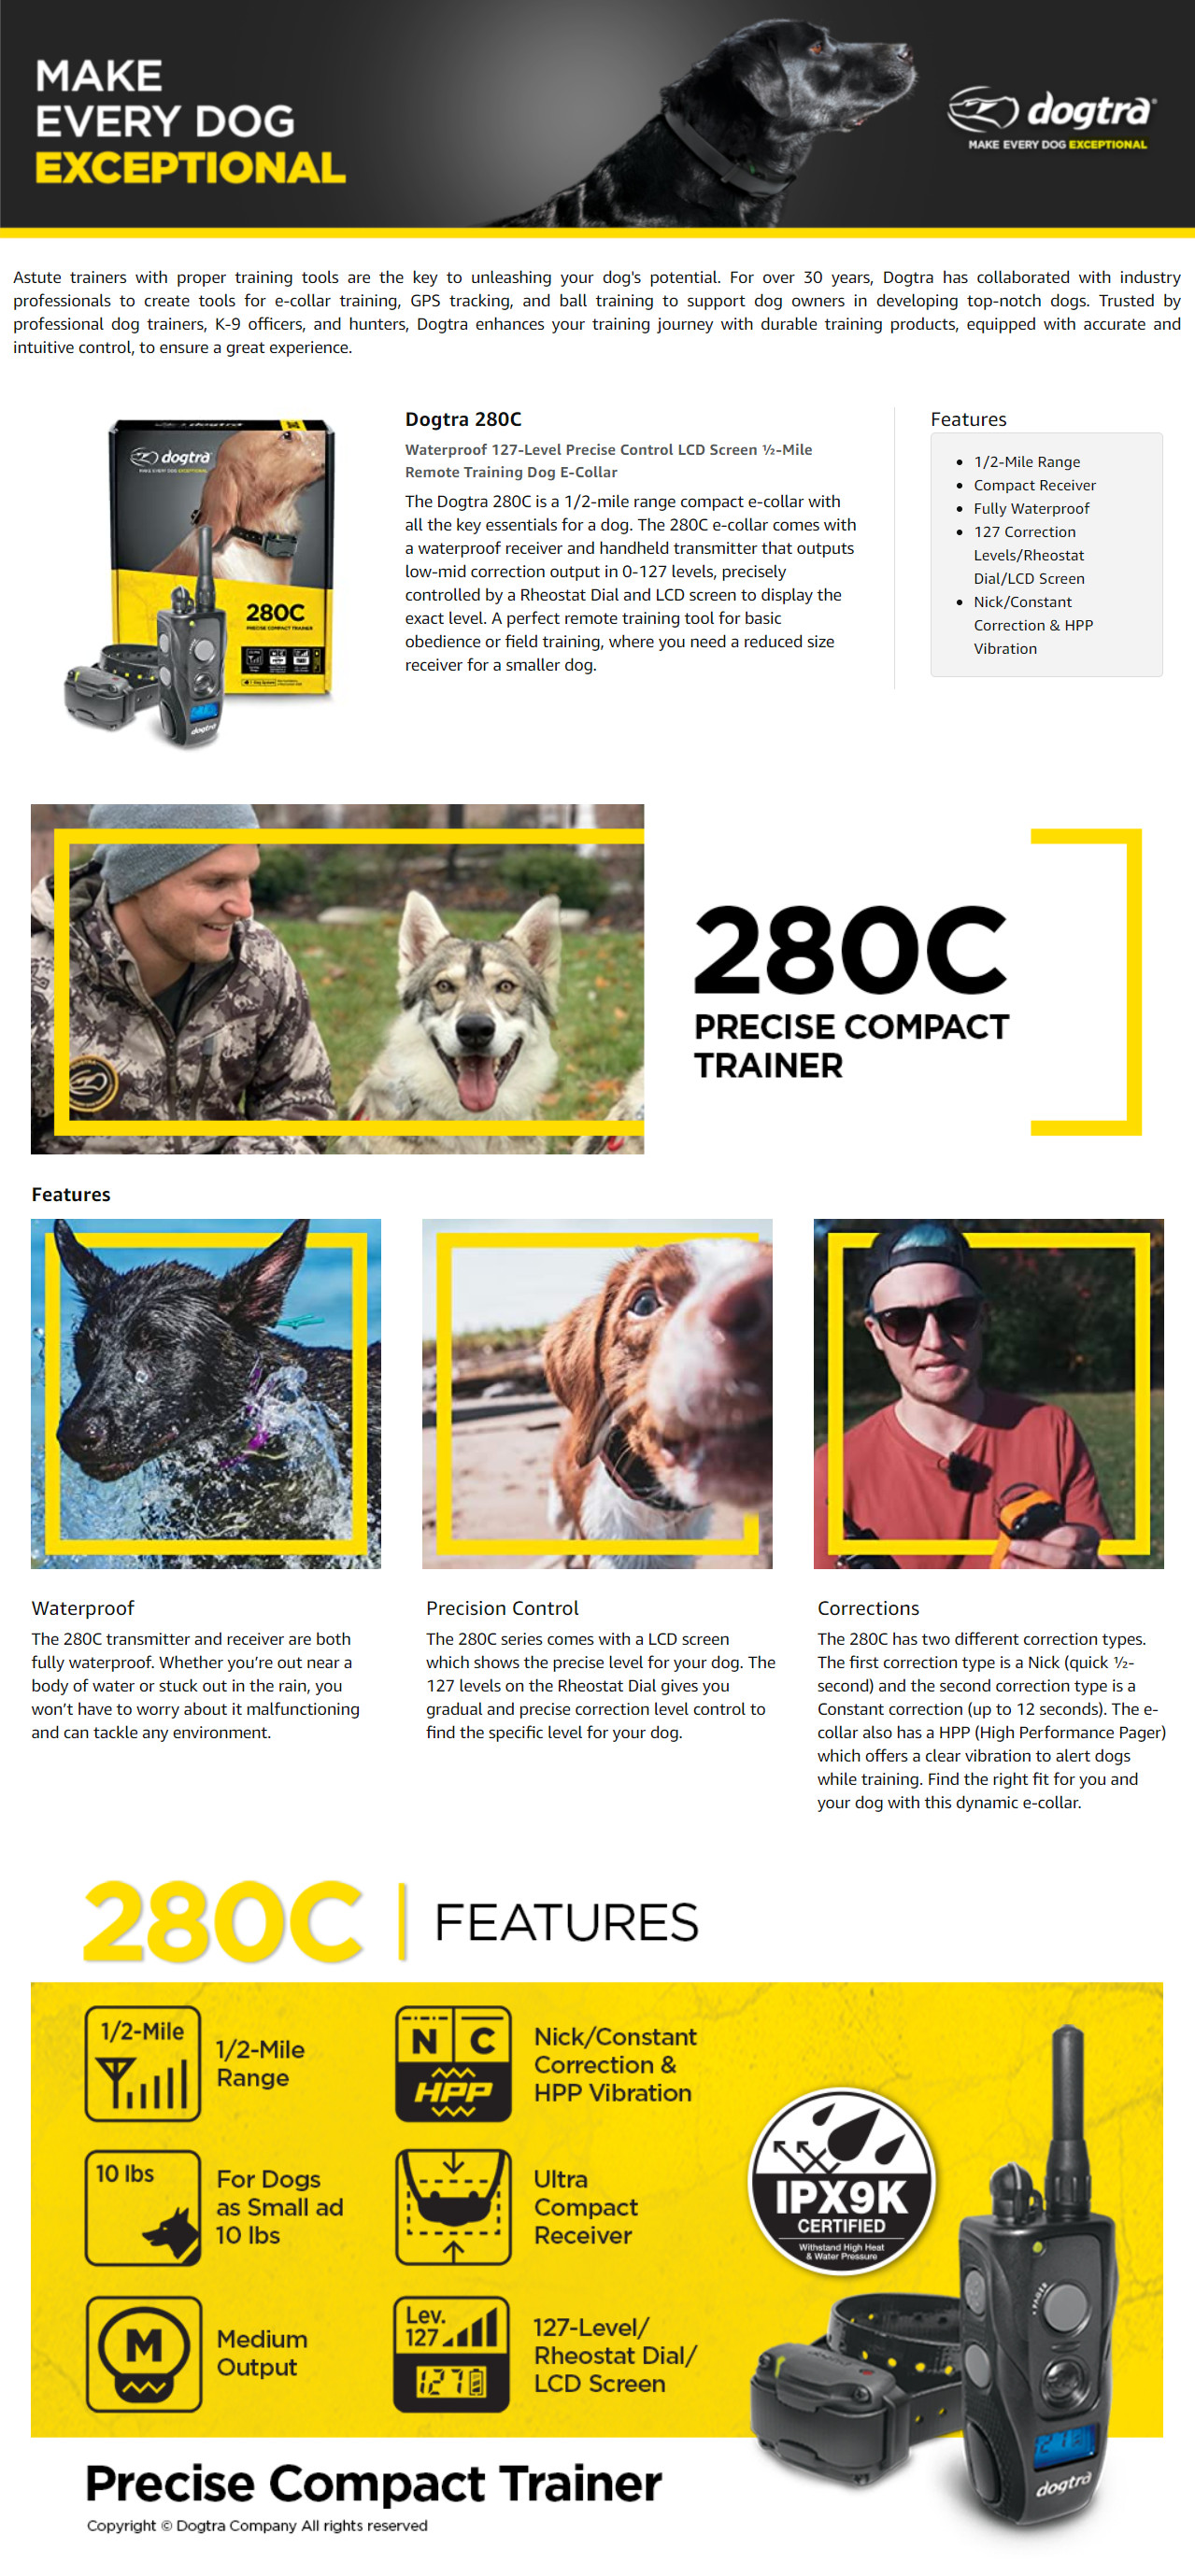 MAKE
EVERY DOG
EXCEPTIONAL
dogtra
MAKE EVERY DOG EXCEPTIONAL
Astute trainers with proper training tools are the key to unleashing your dog's potential. For over 30 years, Dogtra has collaborated with industry
professionals to create tools for e-collar training, GPS tracking, and ball training to support dog owners in developing top-notch dogs. Trusted by
professional dog trainers, K-9 officers, and hunters, Dogtra enhances your training journey with durable training products, equipped with accurate and
intuitive control, to ensure a great experience.
dogtra
MAKE EVERY DOG EXCEPTIONAL
280C
PRECISE COMPACT TRAINER
dogtra
Dogtra 280C
Waterproof 127-Level Precise Control LCD Screen ½-Mile
Remote Training Dog E-Collar
The Dogtra 280C is a 1/2-mile range compact e-collar with
all the key essentials for a dog. The 280C e-collar comes with
a waterproof receiver and handheld transmitter that outputs
low-mid correction output in 0-127 levels, precisely
controlled by a Rheostat Dial and LCD screen to display the
exact level. A perfect remote training tool for basic
obedience or field training, where you need a reduced size
receiver for a smaller dog.
Features
• 1/2-Mile Range
• Compact Receiver
• Fully Waterproof
• 127 Correction
Levels/Rheostat
Dial/LCD Screen
• Nick/Constant
Correction & HPP
Vibration
280C
PRECISE COMPACT
TRAINER
Features
Waterproof
The 280C transmitter and receiver are both
fully waterproof. Whether you’re out near a
body of water or stuck out in the rain, you
won’t have to worry about it malfunctioning
and can tackle any environment.
Precision Control
The 280C series comes with a LCD screen
which shows the precise level for your dog. The
127 levels on the Rheostat Dial gives you
gradual and precise correction level control to
find the specific level for your dog.
Corrections
The 280C has two different correction types.
The first correction type is a Nick (quick ½-
second) and the second correction type is a
Constant correction (up to 12 seconds). The e-
collar also has a HPP (High Performance Pager)
which offers a clear vibration to alert dogs
while training. Find the right fit for you and
your dog with this dynamic e-collar.
280C | FEATURES
1/2-Mile
1/2-Mile
Range
N C
HPP
Nick/Constant
Correction &
HPP Vibration
10 lbs
For Dogs
as Small ad
10 lbs
Ultra
Compact
Receiver
M
Medium
Output
Lev.
127
127
127-Level/
Rheostat Dial/
LCD Screen
IPX9K
CERTIFIED
Withstand High Heat
& Water Pressure
PAGER
127
dogtra
Precise Compact Trainer
Copyright © Dogtra Company All rights reserved